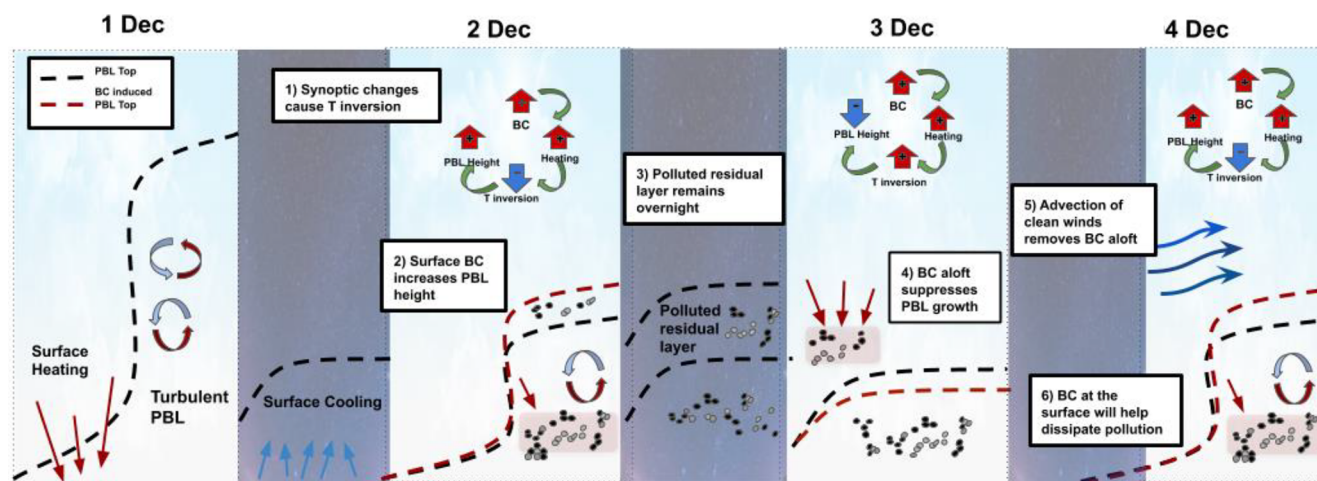 1 Dec
2 Dec
3 Dec
4 Dec
PBL Top
BC induced
PBL Top
Surface
Heating
Turbulent
PBL
1) Synoptic changes
cause T inversion
Surface Cooling
+
BC
+
PBL Height
+
Heating
-
T inversion
2) Surface BC
increases PBL
height
3) Polluted residual
layer remains
overnight
Polluted
residual
layer
+
BC
-
PBL Height
+
Heating
+
T inversion
4) BC aloft
suppresses
PBL growth
5) Advection of
clean winds
removes BC aloft
6) BC at the
surface will help
dissipate pollution
+
BC
+
PBL Height
+
Heating
-
T inversion